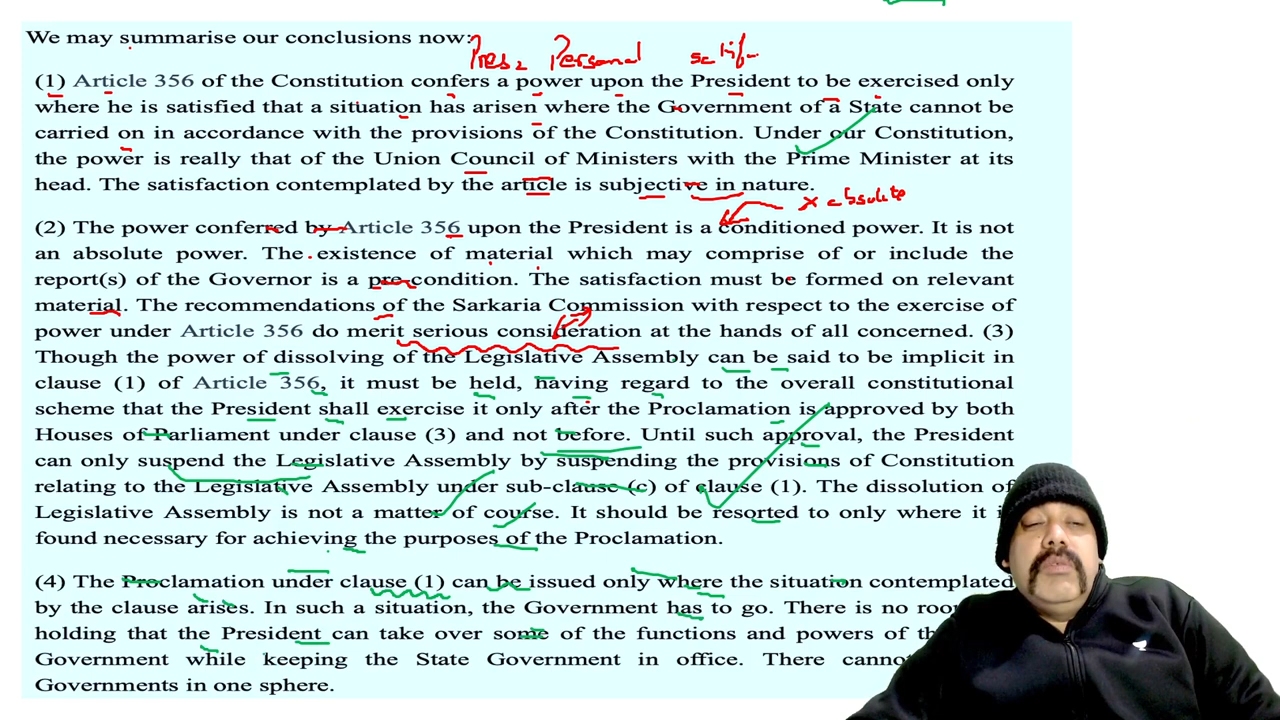 We may summarise our conclusions now:
Pres Personal satisf
(1) Article 356 of the Constitution confers a power upon the President to be exercised only
where he is satisfied that a situation has arisen where the Government of a State cannot be
carried on in accordance with the provisions of the Constitution. Under our Constitution,
the power is really that of the Union Council of Ministers with the Prime Minister at its
head. The satisfaction contemplated by the article is subjective in nature.
x absolute
(2) The power conferred by Article 356 upon the President is a conditioned power. It is not
an absolute power. The existence of material which may comprise of or include the
report(s) of the Governor is a pre-condition. The satisfaction must be formed on relevant
material. The recommendations of the Sarkaria Commission with respect to the exercise of
power under Article 356 do merit serious consideration at the hands of all concerned. (3)
Though the power of dissolving of the Legislative Assembly can be said to be implicit in
clause (1) of Article 356, it must be held, having regard to the overall constitutional
scheme that the President shall exercise it only after the Proclamation is approved by both
Houses of Parliament under clause (3) and not before. Until such approval, the President
can only suspend the Legislative Assembly by suspending the provisions of Constitution
relating to the Legislative Assembly under sub-clause (c) of clause (1). The dissolution of
Legislative Assembly is not a matter of course. It should be resorted to only where it
found necessary for achieving the purposes of the Proclamation.
(4) The Proclamation under clause (1) can be issued only where the situation contemplated
by the clause arises. In such a situation, the Government has to go. There is no
holding that the President can take over some of the functions and powers of
Government while keeping the State Government in office. There
Governments in one sphere.